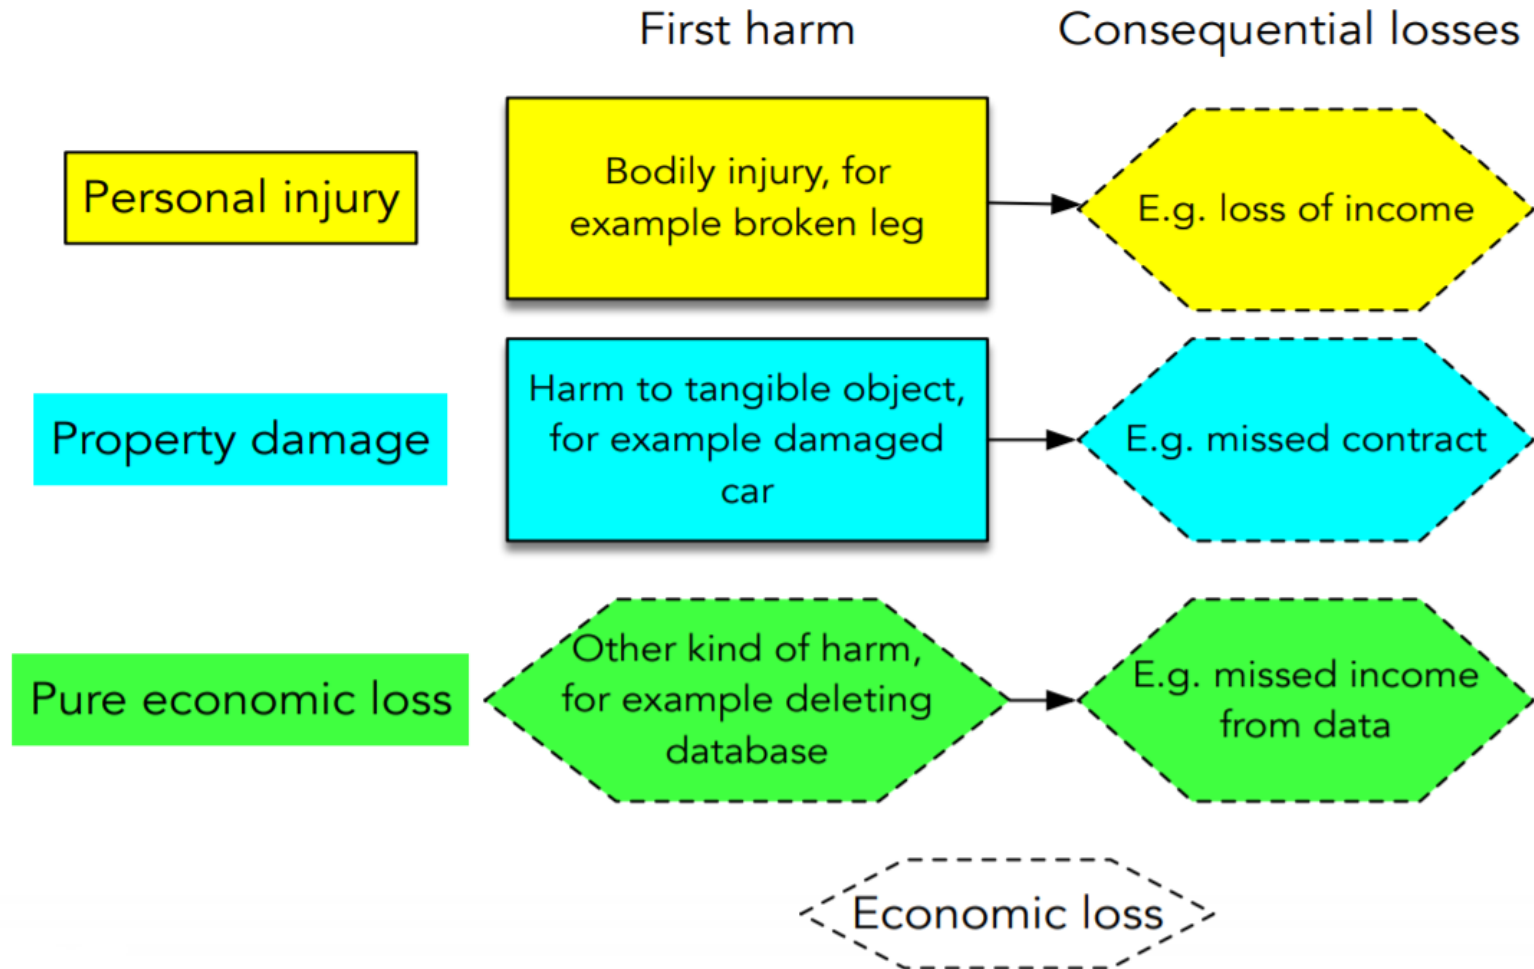 First harm
Consequential losses
Personal injury
Bodily injury, for
example broken leg
E.g. loss of income
Property damage
Harm to tangible object,
for example damaged
car
E.g. missed contract
Pure economic loss
Other kind of harm,
for example deleting
database
E.g. missed income
from data
Economic loss